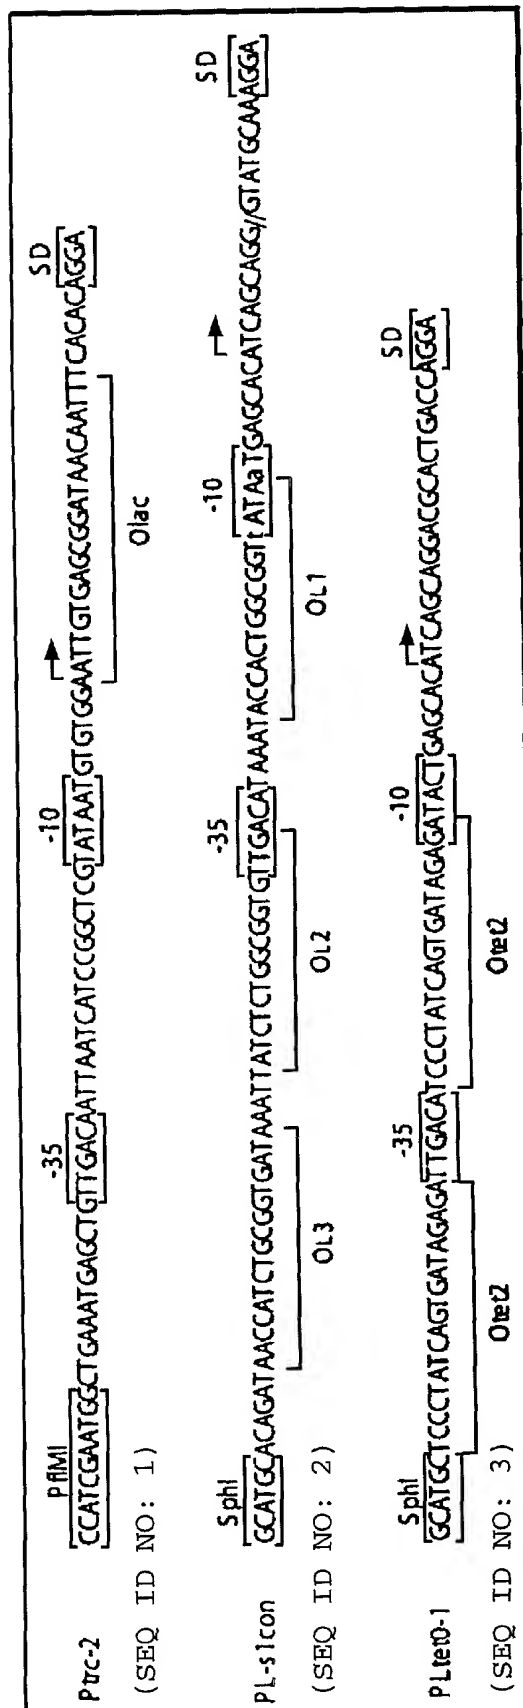 PflMI -35 -10 SD
Ptrc-2 CCATCGAATGGCTGAAATGAGCTGTTGACAATTAATCATCCGGCTCGTATAATGTGTGGAATTGTGAGCGGATAACAATTTCACACAGGA
Olac
(SEQ ID NO: 1)
SphI -35 -10 SD
PL-s1con GCATGCACAGATAACCATCTGCGGTGATAAATTATCTCTGGCGGTGTTGACATAAATACCACTGGCGGTtATAaTGAGCACATCAGCAGG//GTATGCAAAGGA
OL3 OL2 OL1
(SEQ ID NO: 2)
SphI -35 -10 SD
PLtetO-1 GCATGCTCCCTATCAGTGATAGAGATTGACATCCCTATCAGTGATAGAGATACTGAGCACATCAGCAGGACGCACTGACCAGGA
Otet2 Otet2
(SEQ ID NO: 3)